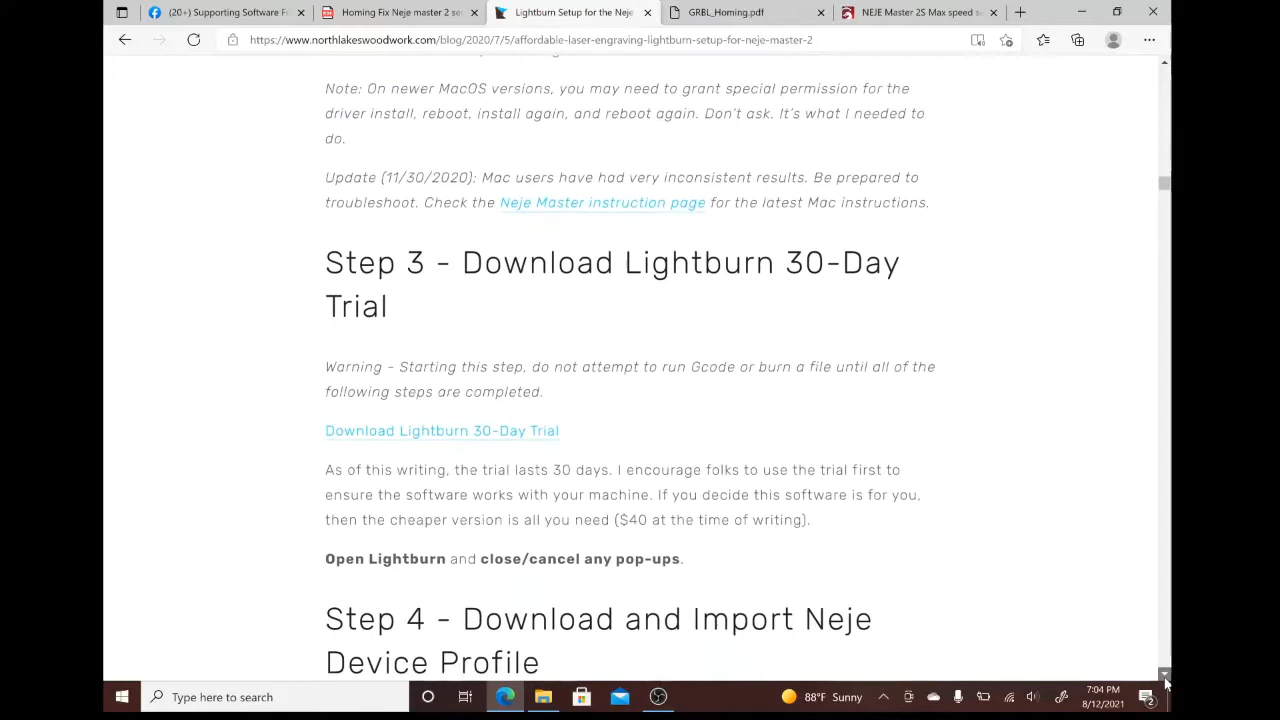 (20+) Supporting Software F
Homing Fix Neje master 2 se
Lightburn Setup for the Neje
GRBL_Homing.pdf
NEJE Master 2S Max speed s
https://www.northlakeswoodwork.com/blog/2020/7/5/affordable-laser-engraving-lightburn-setup-for-neje-master-2
Note: On newer MacOS versions, you may need to grant special permission for the
driver install, reboot, install again, and reboot again. Don't ask. It's what I needed to
do.
Update (11/30/2020): Mac users have had very inconsistent results. Be prepared to
troubleshoot. Check the Neje Master instruction page for the latest Mac instructions.
Step 3 - Download Lightburn 30-Day
Trial
Warning - Starting this step, do not attempt to run Gcode or burn a file until all of the
following steps are completed.
Download Lightburn 30-Day Trial
As of this writing, the trial lasts 30 days. I encourage folks to use the trial first to
ensure the software works with your machine. If you decide this software is for you,
then the cheaper version is all you need ($40 at the time of writing).
Open Lightburn and close/cancel any pop-ups.
Step 4 - Download and Import Neje
Device Profile
Type here to search
88°F Sunny
7:04 PM
8/12/2021
2